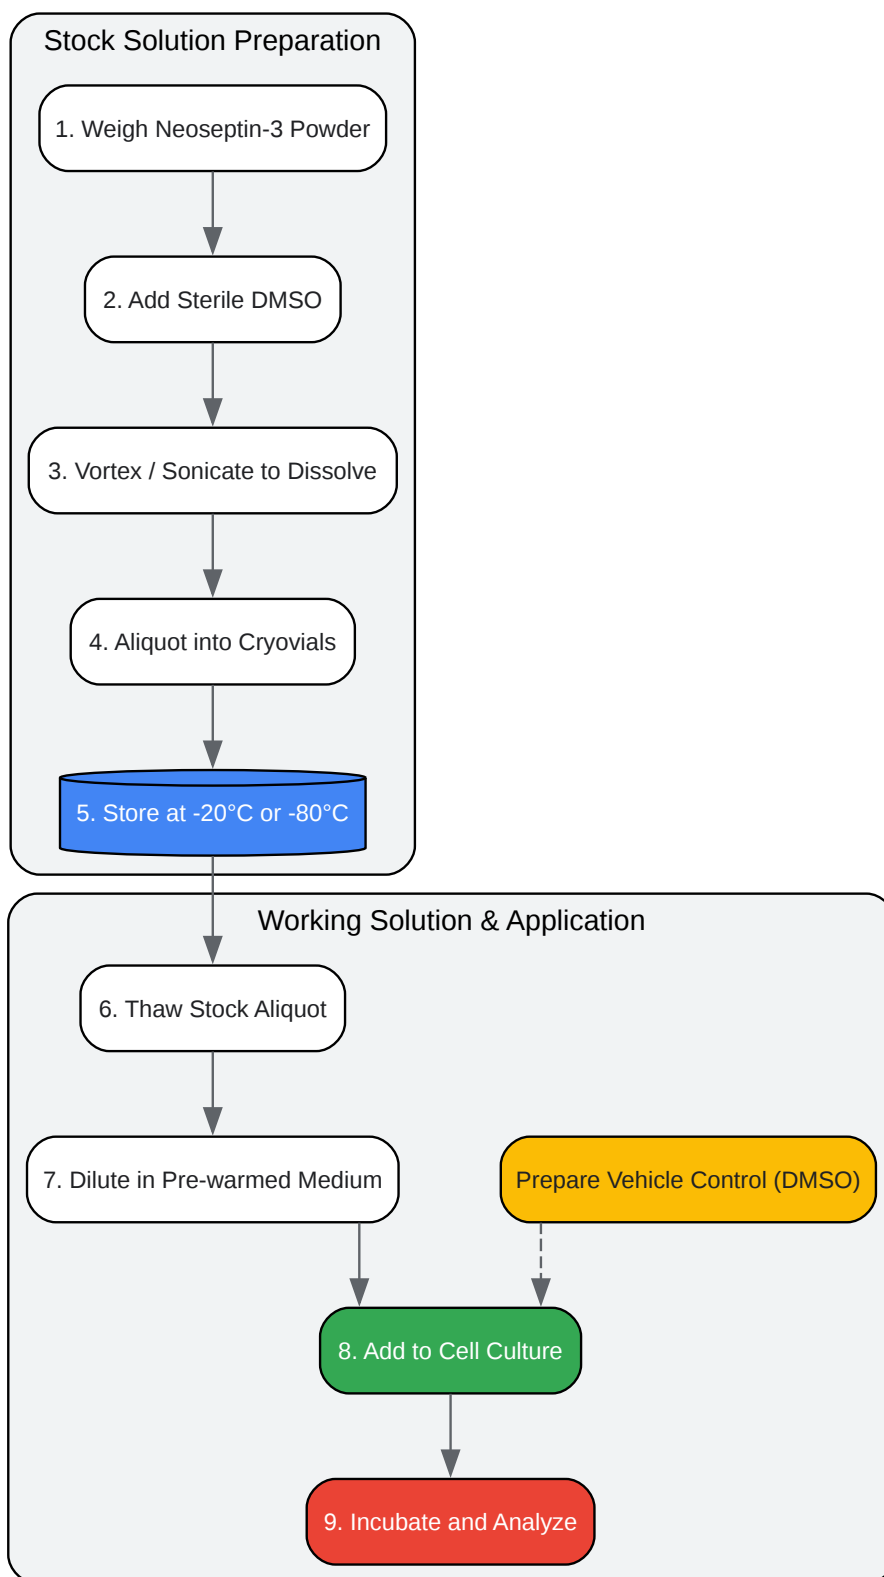 Stock Solution Preparation
1. Weigh Neoseptin-3 Powder
2. Add Sterile DMSO
3. Vortex / Sonicate to Dissolve
4. Aliquot into Cryovials
5. Store at -20°C or -80°C
Working Solution & Application
6. Thaw Stock Aliquot
7. Dilute in Pre-warmed Medium
Prepare Vehicle Control (DMSO)
8. Add to Cell Culture
9. Incubate and Analyze